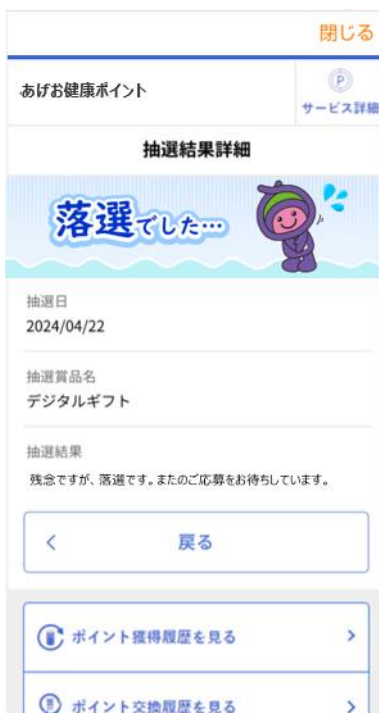 閉じる
あげお健康ポイント
P
サービス詳細
抽選結果詳細
落選でした…
抽選日
2024/04/22
抽選賞品名
デジタルギフト
抽選結果
残念ですが、落選です。またのご応募をお待ちしています。
戻る
ポイント獲得履歴を見る
ポイント交換履歴を見る